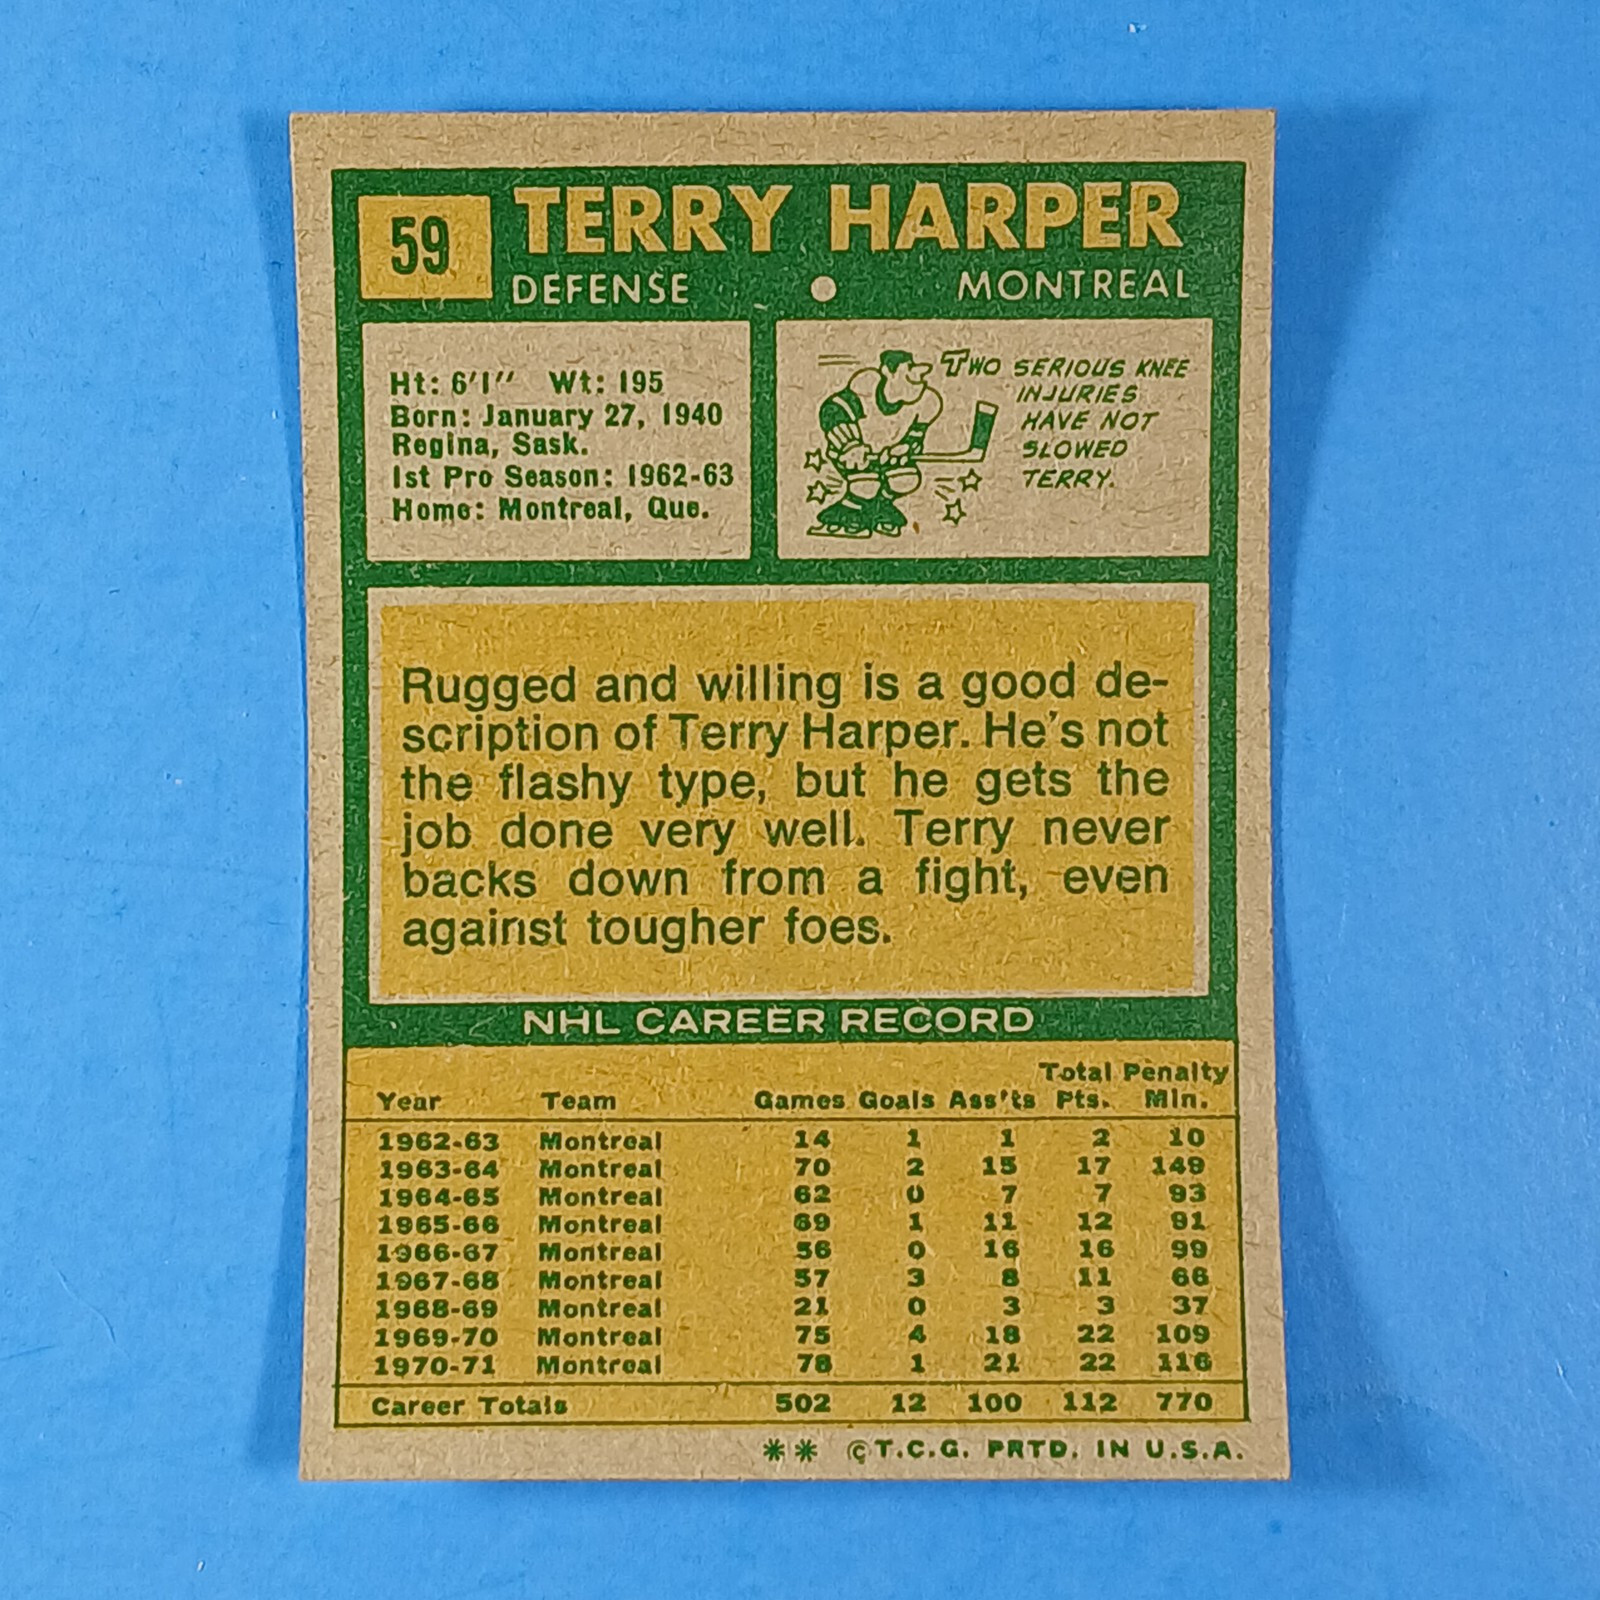 59
TERRY HARPER
DEFENSE • MONTREAL
Ht: 6'1" Wt: 195
Born: January 27, 1940
Regina, Sask.
1st Pro Season: 1962-63
Home: Montreal, Que.
TWO SERIOUS KNEE
INJURIES
HAVE NOT
SLOWED
TERRY.
Rugged and willing is a good de-
scription of Terry Harper. He's not
the flashy type, but he gets the
job done very well. Terry never
backs down from a fight, even
against tougher foes.
NHL CAREER RECORD
Total Penalty
Year Team Games Goals Ass'ts Pts. Min.
1962-63 Montreal 14 1 1 2 10
1963-64 Montreal 70 2 15 17 149
1964-65 Montreal 62 0 7 7 93
1965-66 Montreal 69 1 11 12 91
1966-67 Montreal 56 0 16 16 99
1967-68 Montreal 57 3 8 11 66
1968-69 Montreal 21 0 3 3 37
1969-70 Montreal 75 4 18 22 109
1970-71 Montreal 78 1 21 22 116
Career Totals 502 12 100 112 770
** ©T.C.G. PRTD. IN U.S.A.